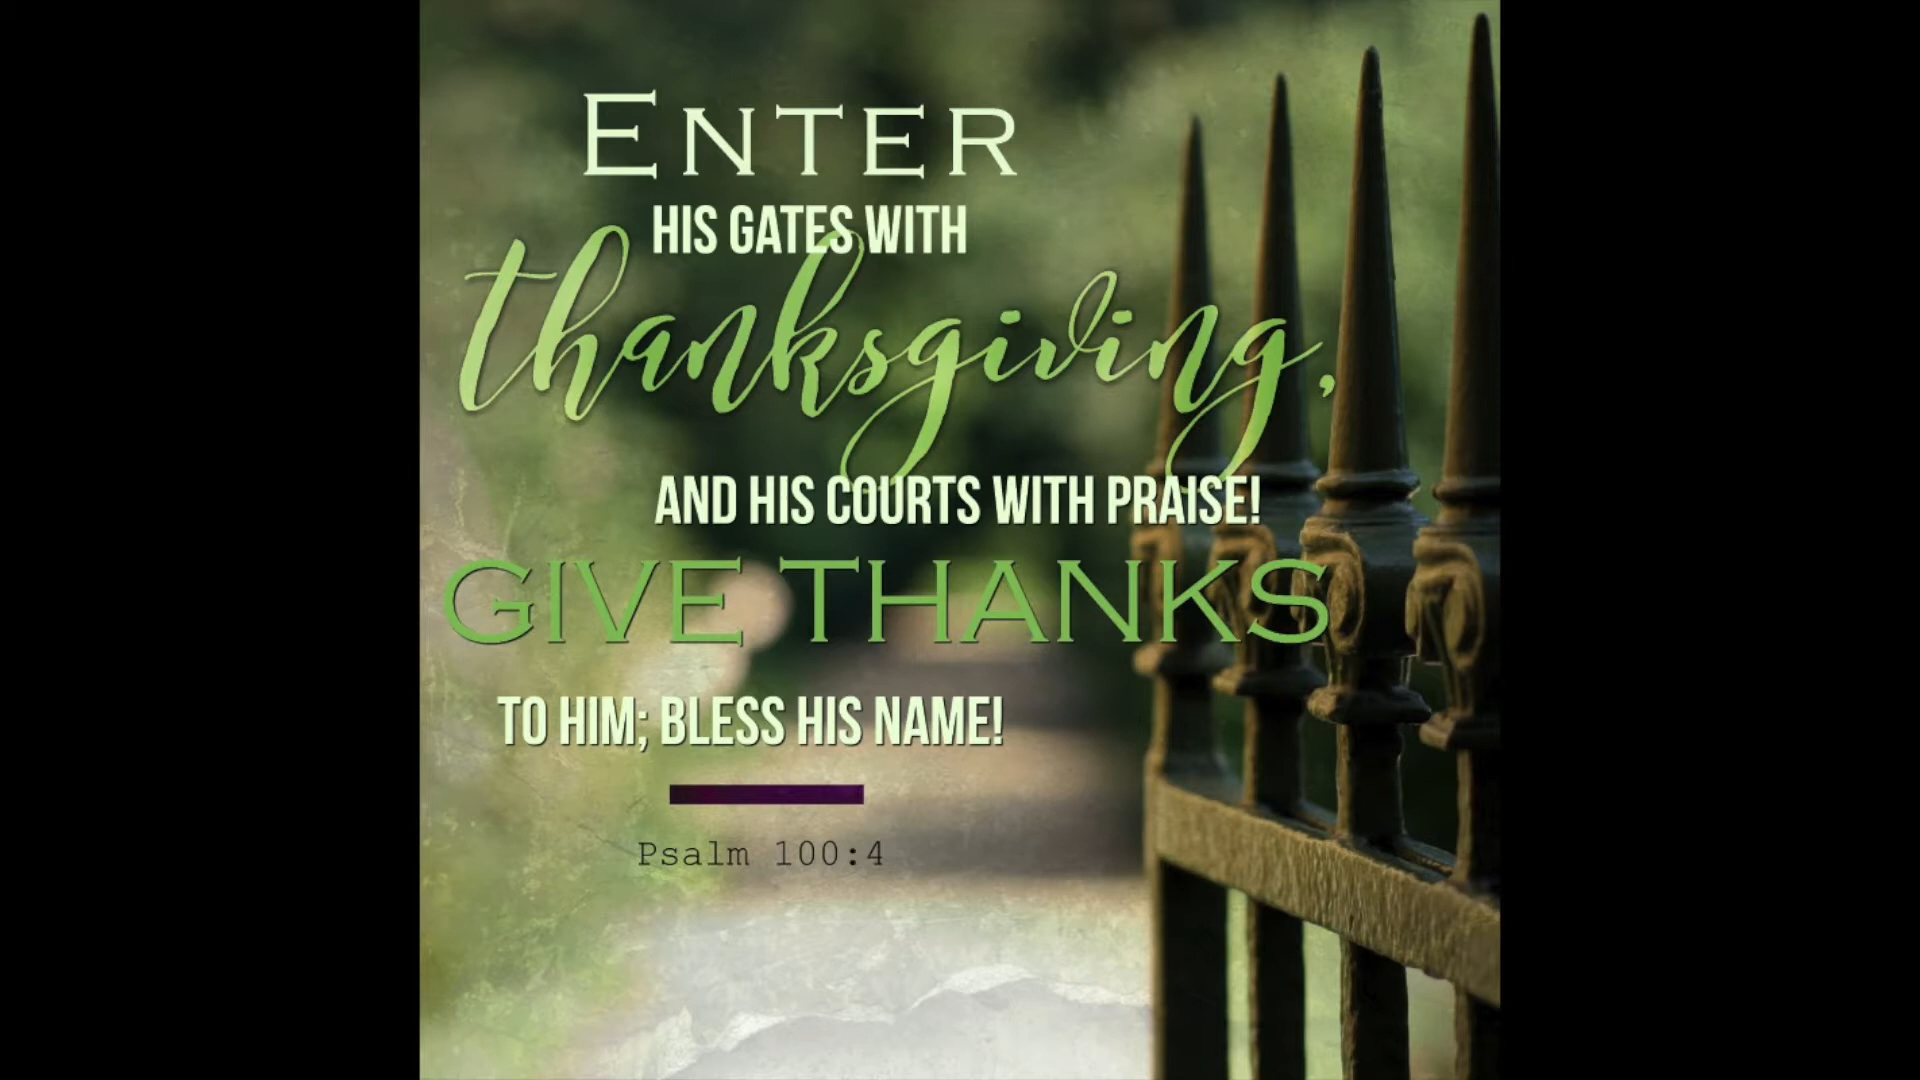 ENTER
HIS GATES WITH
thanksgiving,
AND HIS COURTS WITH PRAISE!
GIVE THANKS
TO HIM; BLESS HIS NAME!
Psalm 100:4